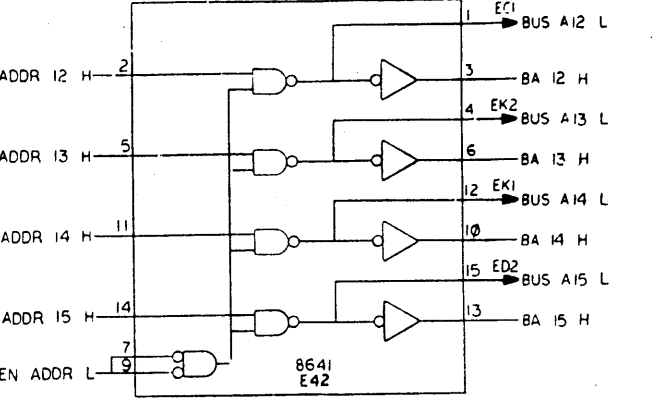 EC1
1 BUS A12 L
ADDR 12 H 2
3 BA 12 H
EK2
4 BUS A13 L
ADDR 13 H 5
6 BA 13 H
EK1
12 BUS A14 L
ADDR 14 H 11
10 BA 14 H
ED2
15 BUS A15 L
ADDR 15 H 14
13 BA 15 H
7
EN ADDR L 9
8641
E42